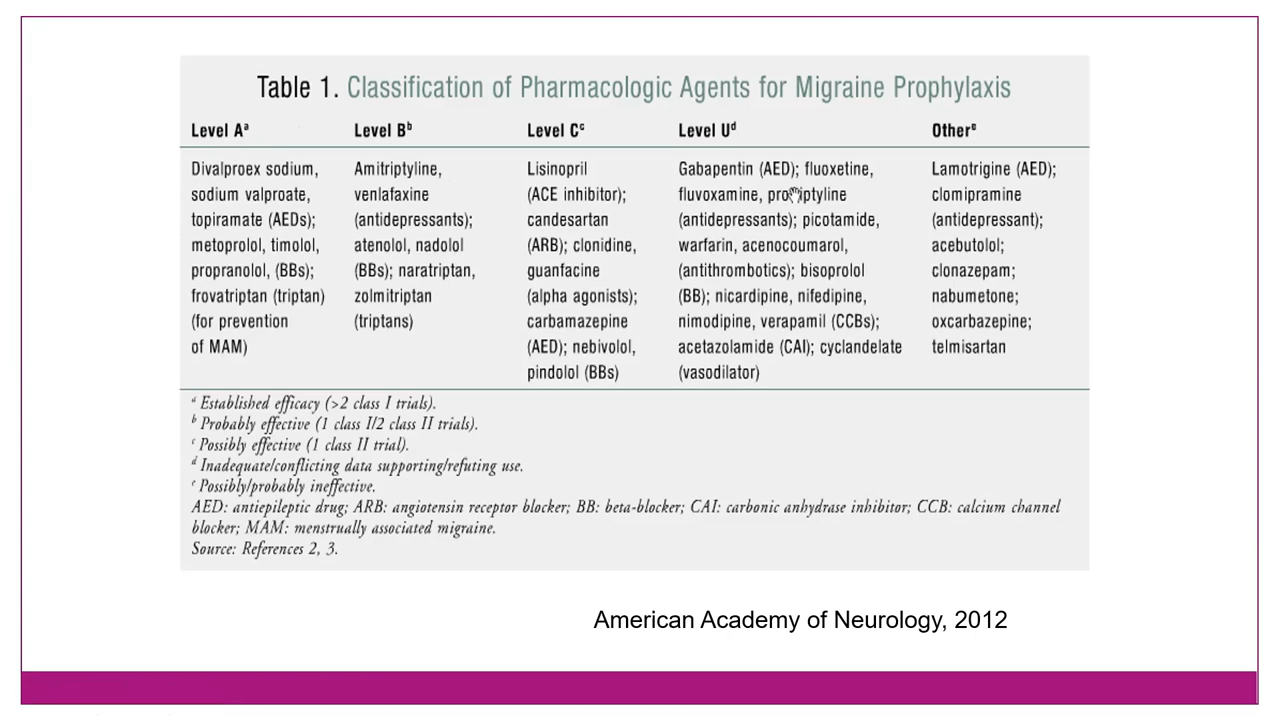 Table 1. Classification of Pharmacologic Agents for Migraine Prophylaxis
Level Aᵃ
Divalproex sodium,
sodium valproate,
topiramate (AEDs);
metoprolol, timolol,
propranolol, (BBs);
frovatriptan (triptan)
(for prevention
of MAM)
Level Bᵇ
Amitriptyline,
venlafaxine
(antidepressants);
atenolol, nadolol
(BBs); naratriptan,
zolmitriptan
(triptans)
Level Cᶜ
Lisinopril
(ACE inhibitor);
candesartan
(ARB); clonidine,
guanfacine
(alpha agonists);
carbamazepine
(AED); nebivolol,
pindolol (BBs)
Level Uᵈ
Gabapentin (AED); fluoxetine,
fluvoxamine,
(antidepressants); picotamide,
warfarin, acenocoumarol,
(antithrombotics); bisoprolol
(BB); nicardipine, nifedipine,
nimodipine, verapamil (CCBs);
acetazolamide (CAI); cyclandelate
(vasodilator)
Otherᵉ
Lamotrigine (AED);
clomipramine
(antidepressant);
acebutolol;
clonazepam;
nabumetone;
oxcarbazepine;
telmisartan
ᵃ Established efficacy (>2 class I trials).
ᵇ Probably effective (1 class I/2 class II trials).
ᶜ Possibly effective (1 class II trial).
ᵈ Inadequate/conflicting data supporting/refuting use.
ᵉ Possibly/probably ineffective.
AED: antiepileptic drug; ARB: angiotensin receptor blocker; BB: beta-blocker; CAI: carbonic anhydrase inhibitor; CCB: calcium channel
blocker; MAM: menstrually associated migraine.
Source: References 2, 3.
American Academy of Neurology, 2012